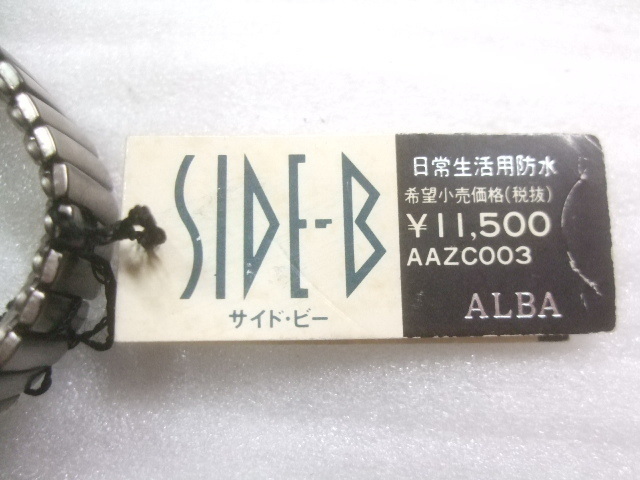 SIDE-B
サイド・ビー
日常生活用防水
希望小売価格(税抜)
¥11,500
AAZC003
ALBA